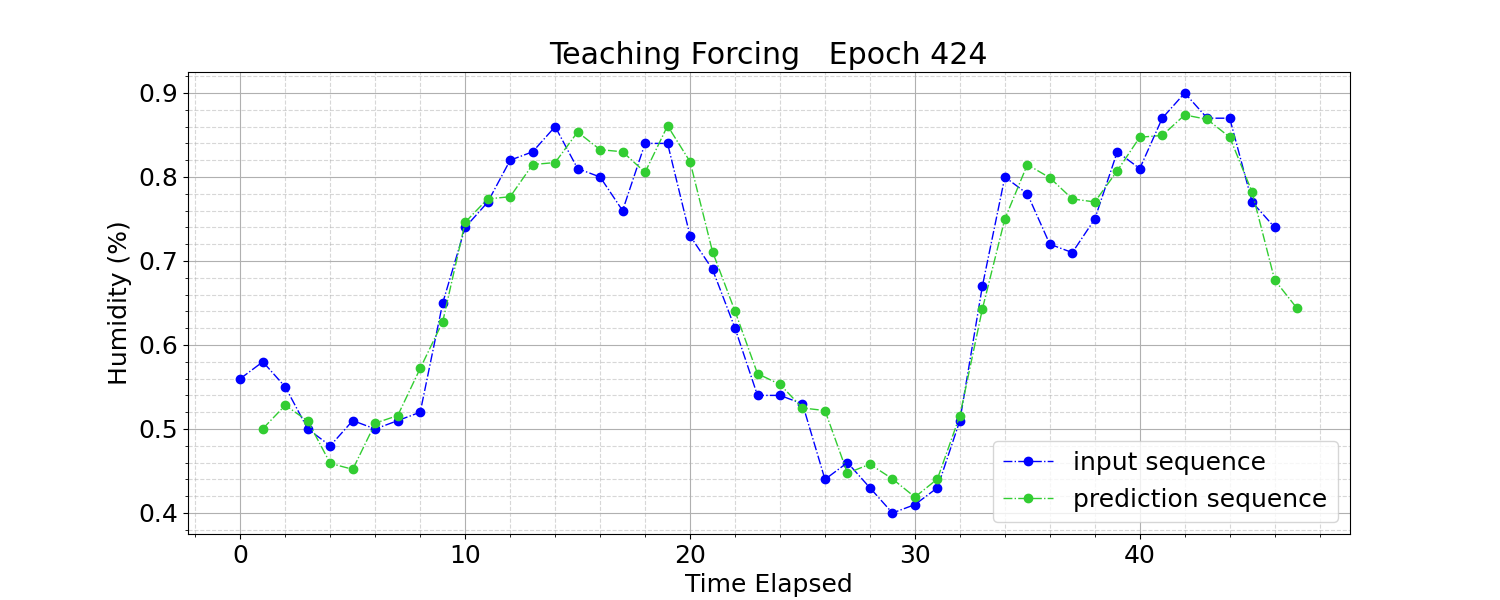 Teaching Forcing   Epoch 424
Humidity (%)
0.9
0.8
0.7
0.6
0.5
0.4
0
10
20
30
40
Time Elapsed
input sequence
prediction sequence